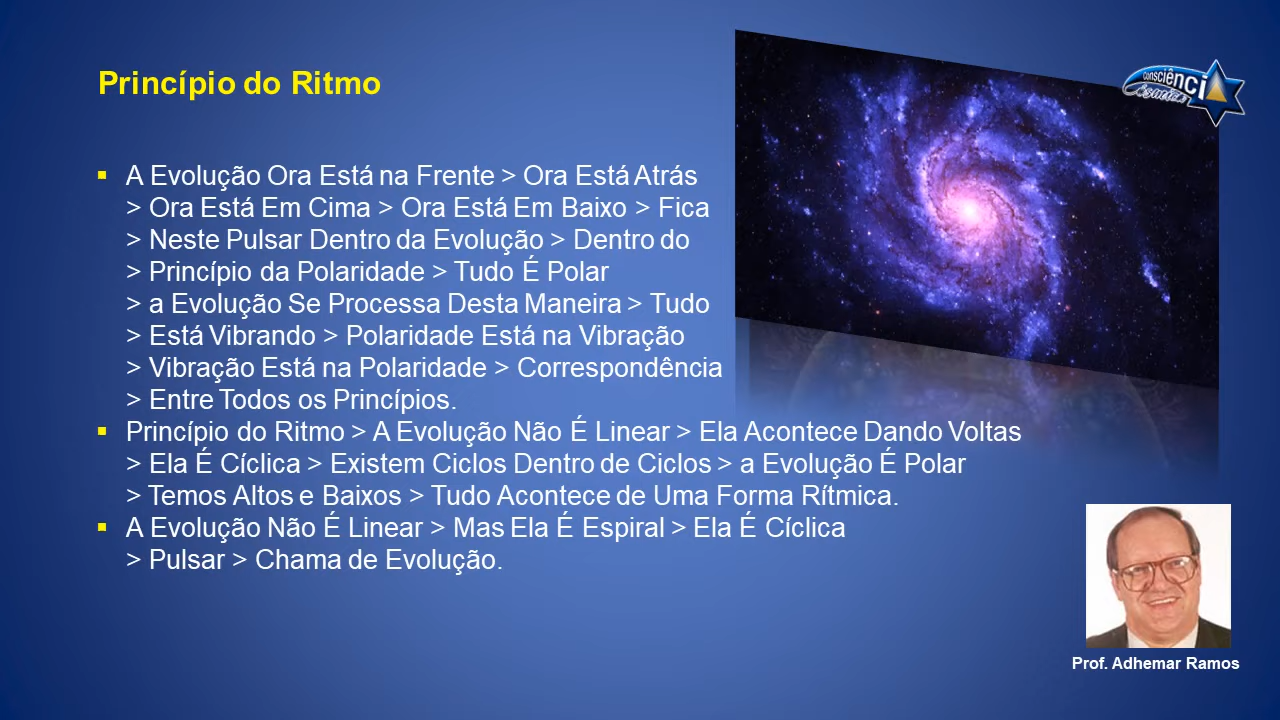 Princípio do Ritmo
consciênci
Cósmica
▪ A Evolução Ora Está na Frente > Ora Está Atrás
> Ora Está Em Cima > Ora Está Em Baixo > Fica
> Neste Pulsar Dentro da Evolução > Dentro do
> Princípio da Polaridade > Tudo É Polar
> a Evolução Se Processa Desta Maneira > Tudo
> Está Vibrando > Polaridade Está na Vibração
> Vibração Está na Polaridade > Correspondência
> Entre Todos os Princípios.
▪ Princípio do Ritmo > A Evolução Não É Linear > Ela Acontece Dando Voltas
> Ela É Cíclica > Existem Ciclos Dentro de Ciclos > a Evolução É Polar
> Temos Altos e Baixos > Tudo Acontece de Uma Forma Rítmica.
▪ A Evolução Não É Linear > Mas Ela É Espiral > Ela É Cíclica
> Pulsar > Chama de Evolução.
Prof. Adhemar Ramos